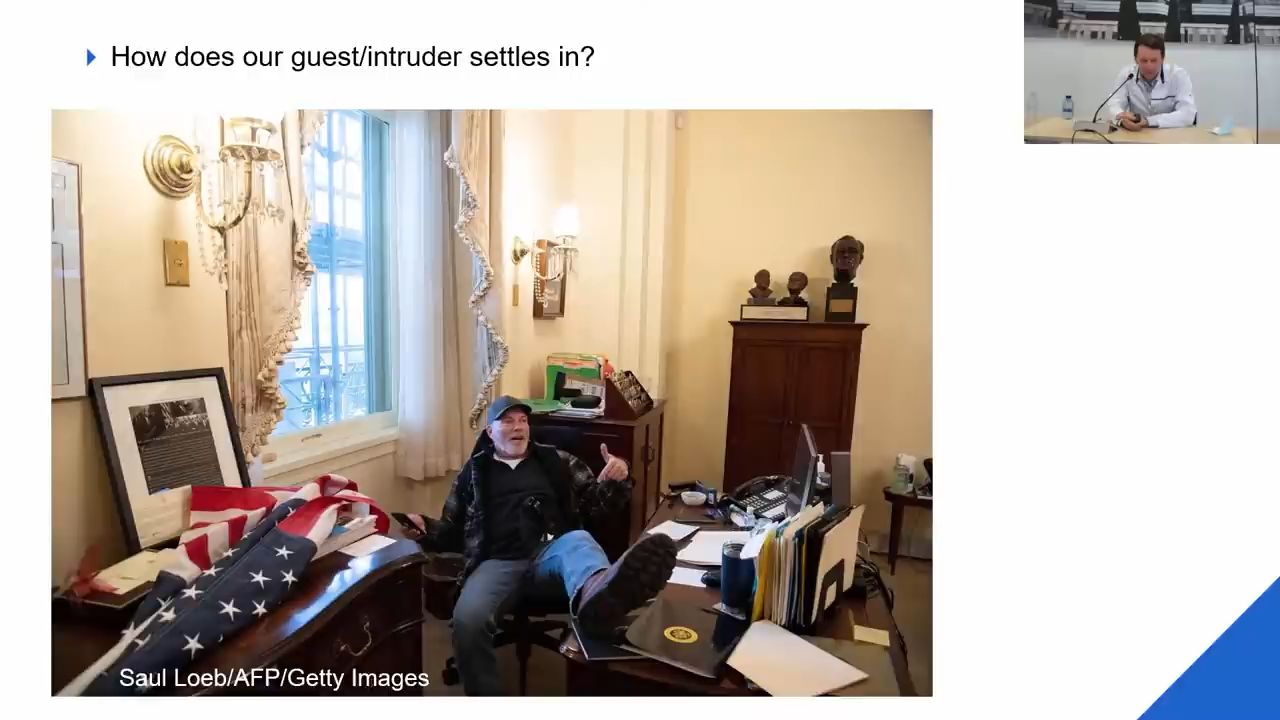 How does our guest/intruder settles in?
Saul Loeb/AFP/Getty Images